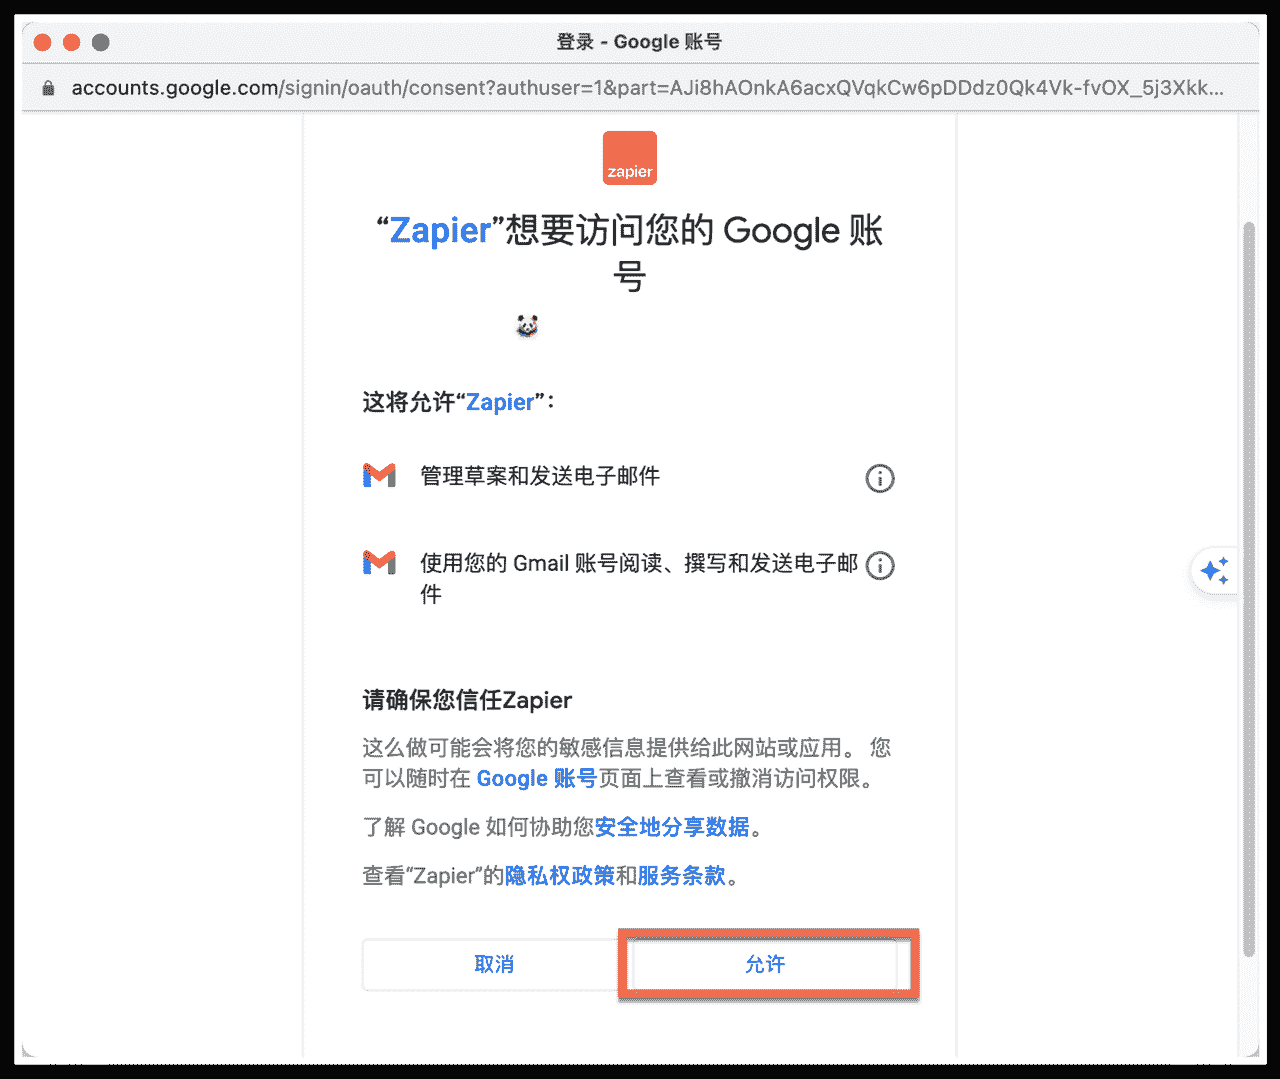 登录 - Google 账号
accounts.google.com/signin/oauth/consent?authuser=1&part=AJi8hAOnkA6acxQVqkCw6pDDdz0Qk4Vk-fvOX_5j3Xkk...
zapier
“Zapier”想要访问您的 Google 账
号
这将允许“Zapier”：
管理草案和发送电子邮件
使用您的 Gmail 账号阅读、撰写和发送电子邮
件
请确保您信任Zapier
这么做可能会将您的敏感信息提供给此网站或应用。 您
可以随时在 Google 账号页面上查看或撤消访问权限。
了解 Google 如何协助您安全地分享数据。
查看“Zapier”的隐私权政策和服务条款。
取消
允许